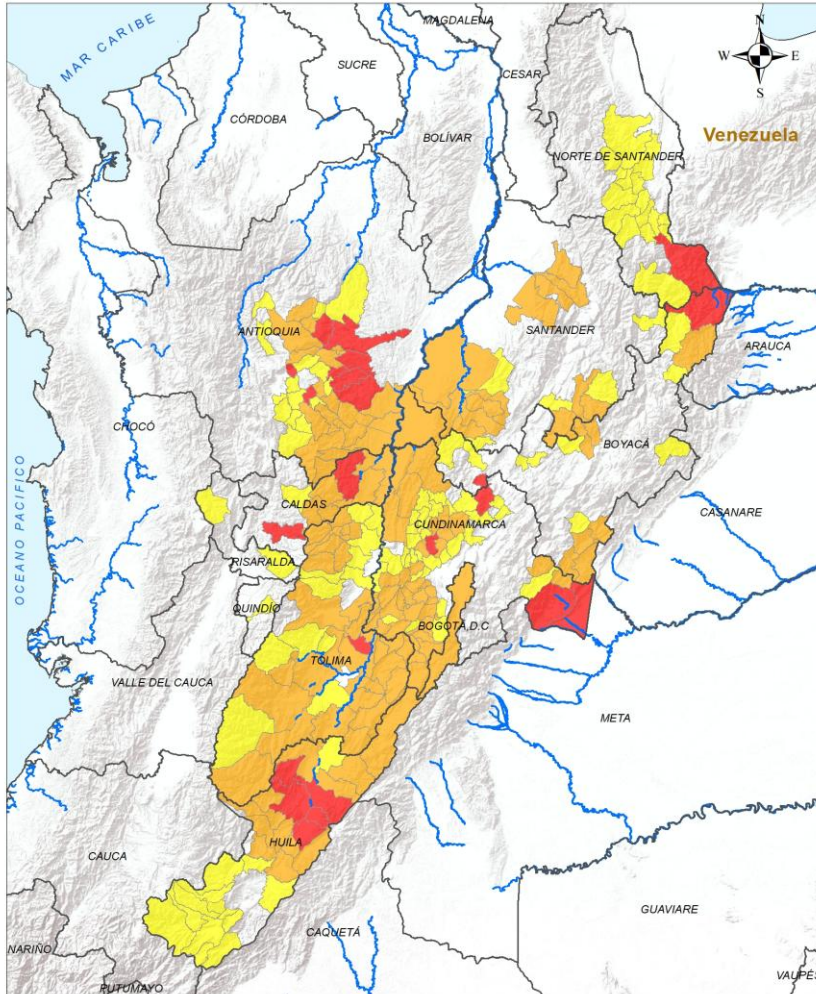 MAGDALENA
N
MAR CARIBE
W
E
SUCRE
CESAR
S
CÓRDOBA
BOLÍVAR
Venezuela
NORTE DE SANTANDER
ANTIOQUIA
SANTANDER
ARAUCA
CHOCÓ
BOYACÁ
OCEANO PACIFICO
CALDAS
CUNDINAMARCA
CASANARE
RISARALDA
QUINDÍO
BOGOTÁ, D.C
TOLIMA
VALLE DEL CAUCA
META
HUILA
CAUCA
GUAVIARE
CAQUETÁ
NARIÑO
PUTUMAYO
VAUPÉS